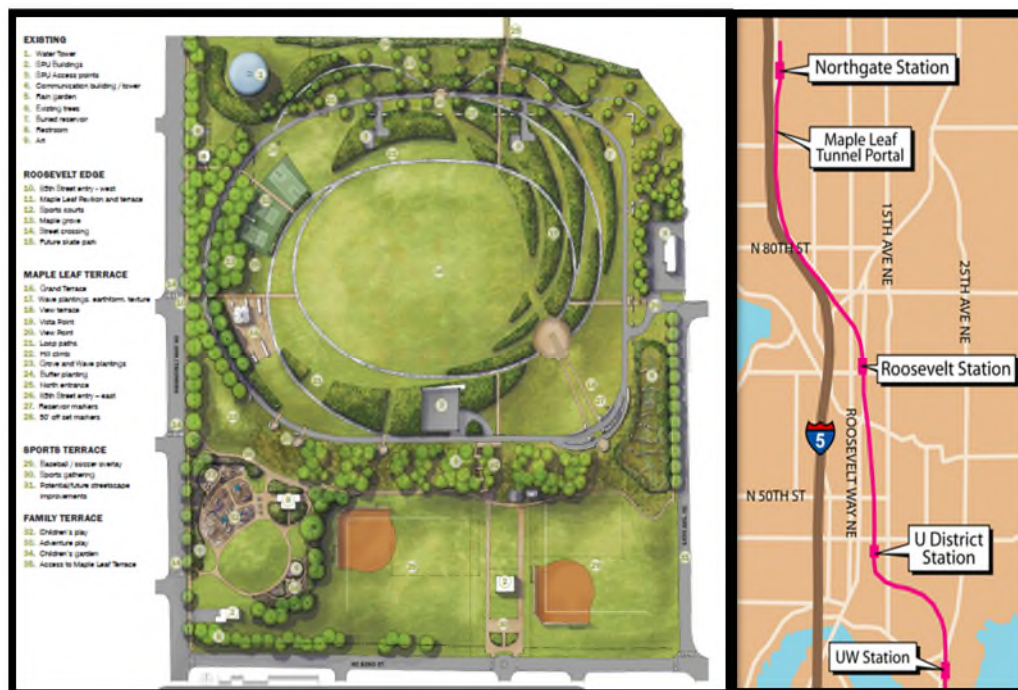 EXISTING
1. Water Tower
2. SPU Buildings
3. SPU Access points
4. Communication building / tower
5. Rain garden
6. Existing trees
7. Buried reservoir
8. Restroom
9. Art
ROOSEVELT EDGE
10. 85th Street entry - west
11. Maple Leaf Pavilion and terrace
12. Sports courts
13. Maple grove
14. Street crossing
15. Future skate park
MAPLE LEAF TERRACE
16. Grand Terrace
17. Wave plantings, earthform, texture
18. View terrace
19. Vista Point
20. View Point
21. Loop paths
22. Hill climb
23. Grove and Wave plantings
24. Buffer planting
25. North entrance
26. 85th Street entry - east
27. Reservoir markers
28. 50' off set markers
SPORTS TERRACE
29. Baseball / soccer overlay
30. Sports gathering
31. Potential/future streetscape
improvements
FAMILY TERRACE
32. Children's play
33. Adventure play
34. Children's garden
35. Access to Maple Leaf Terrace
NE 82ND ST.
Northgate Station
Maple Leaf
Tunnel Portal
N 80TH ST
15TH AVE NE
25TH AVE NE
Roosevelt Station
5
ROOSEVELT WAY NE
N 50TH ST
U District
Station
UW Station